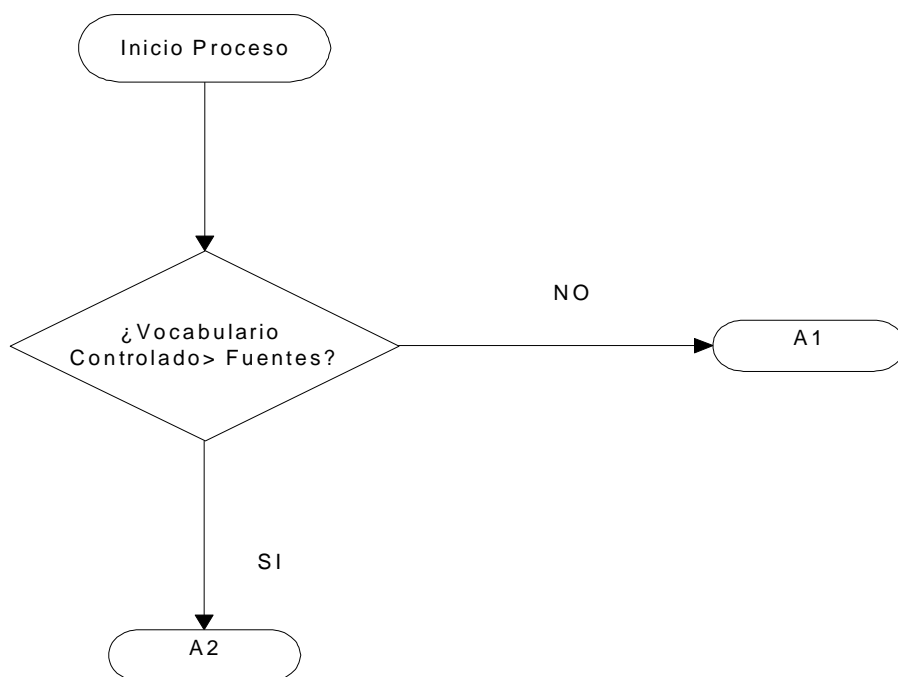 Inicio Proceso
¿Vocabulario
Controlado> Fuentes?
NO
A1
SI
A2